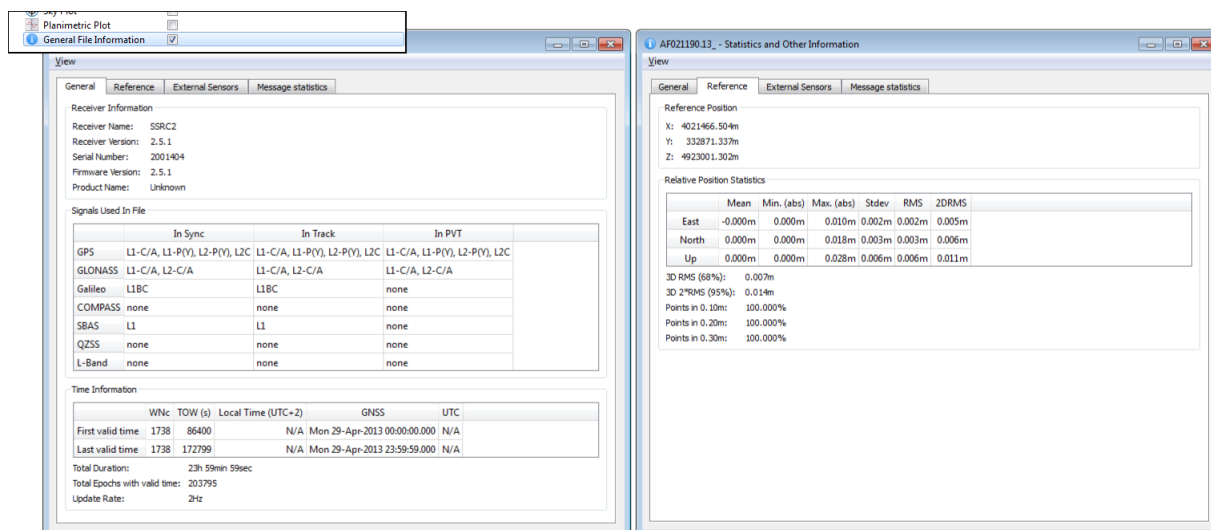 Sky Plot
Planimetric Plot
General File Information
View
General Reference External Sensors Message statistics
Receiver Information
Receiver Name: SSRC2
Receiver Version: 2.5.1
Serial Number: 2001404
Firmware Version: 2.5.1
Product Name: Unknown
Signals Used In File
In Sync In Track In PVT
GPS L1-C/A, L1-P(Y), L2-P(Y), L2C L1-C/A, L1-P(Y), L2-P(Y), L2C L1-C/A, L1-P(Y), L2-P(Y), L2C
GLONASS L1-C/A, L2-C/A L1-C/A, L2-C/A L1-C/A, L2-C/A
Galileo L1BC L1BC none
COMPASS none none none
SBAS L1 L1 none
QZSS none none none
L-Band none none none
Time Information
WNc TOW (s) Local Time (UTC+2) GNSS UTC
First valid time 1738 86400 N/A Mon 29-Apr-2013 00:00:00.000 N/A
Last valid time 1738 172799 N/A Mon 29-Apr-2013 23:59:59.000 N/A
Total Duration: 23h 59min 59sec
Total Epochs with valid time: 203795
Update Rate: 2Hz
AF021190.13_ - Statistics and Other Information
View
General Reference External Sensors Message statistics
Reference Position
X: 4021466.504m
Y: 332871.337m
Z: 4923001.302m
Relative Position Statistics
Mean Min. (abs) Max. (abs) Stdev RMS 2DRMS
East -0.000m 0.000m 0.010m 0.002m 0.002m 0.005m
North 0.000m 0.000m 0.018m 0.003m 0.003m 0.006m
Up 0.000m 0.000m 0.028m 0.006m 0.006m 0.011m
3D RMS (68%): 0.007m
3D 2*RMS (95%): 0.014m
Points in 0.10m: 100.000%
Points in 0.20m: 100.000%
Points in 0.30m: 100.000%